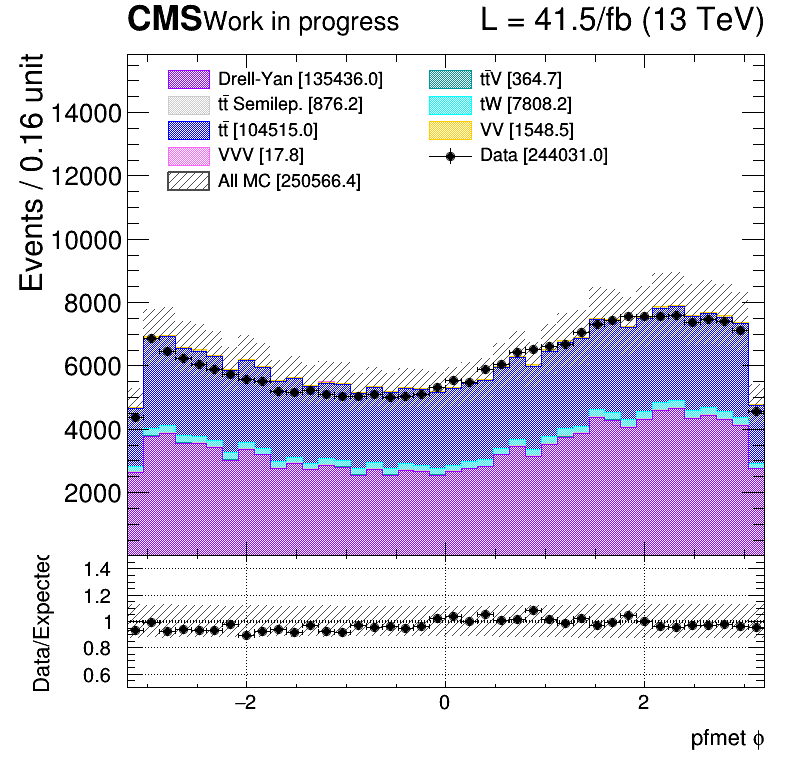 CMS Work in progress L = 41.5/fb (13 TeV)
Drell-Yan [135436.0]
tt̄ Semilep. [876.2]
tt̄ [104515.0]
VVV [17.8]
All MC [250566.4]
tt̄V [364.7]
tW [7808.2]
VV [1548.5]
Data [244031.0]
Events / 0.16 unit
14000
12000
10000
8000
6000
4000
2000
Data/Expected
1.4
1.2
1
0.8
0.6
−2 0 2
pfmet ϕ